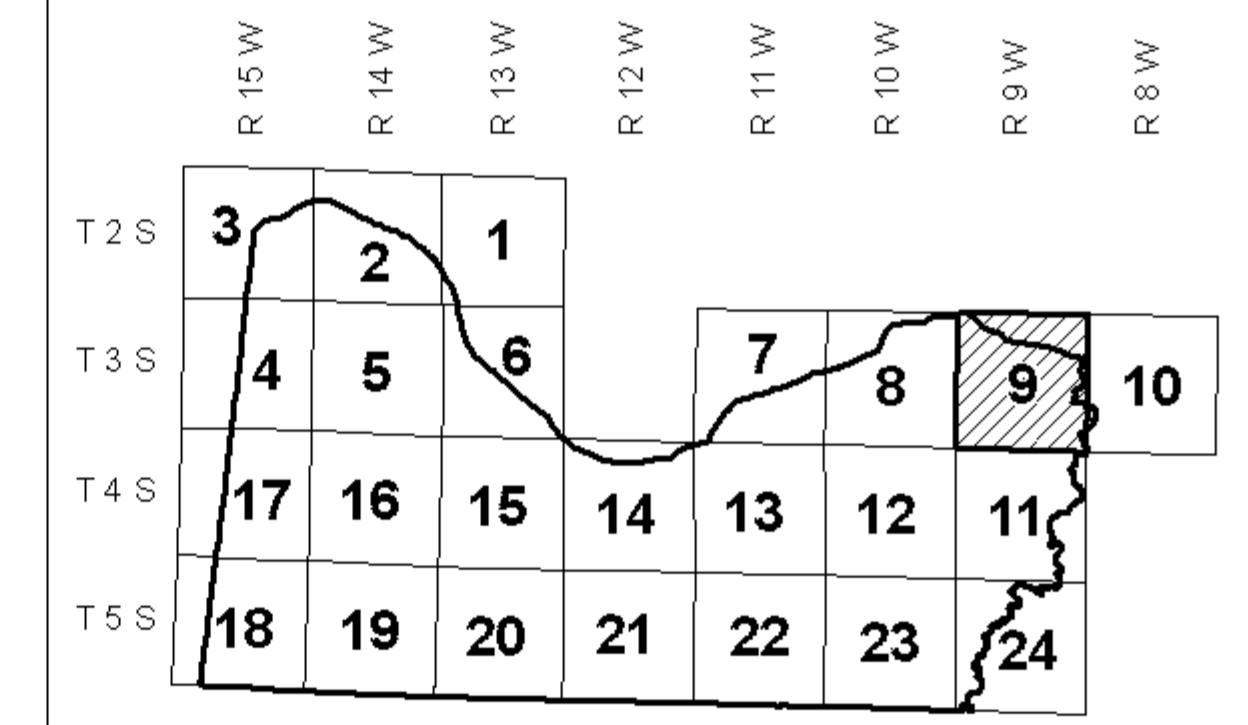 R 15 W R 14 W R 13 W R 12 W R 11 W R 10 W R 9 W R 8 W
T 2 S 3 2 1
T 3 S 4 5 6 7 8 9 10
T 4 S 17 16 15 14 13 12 11
T 5 S 18 19 20 21 22 23 24